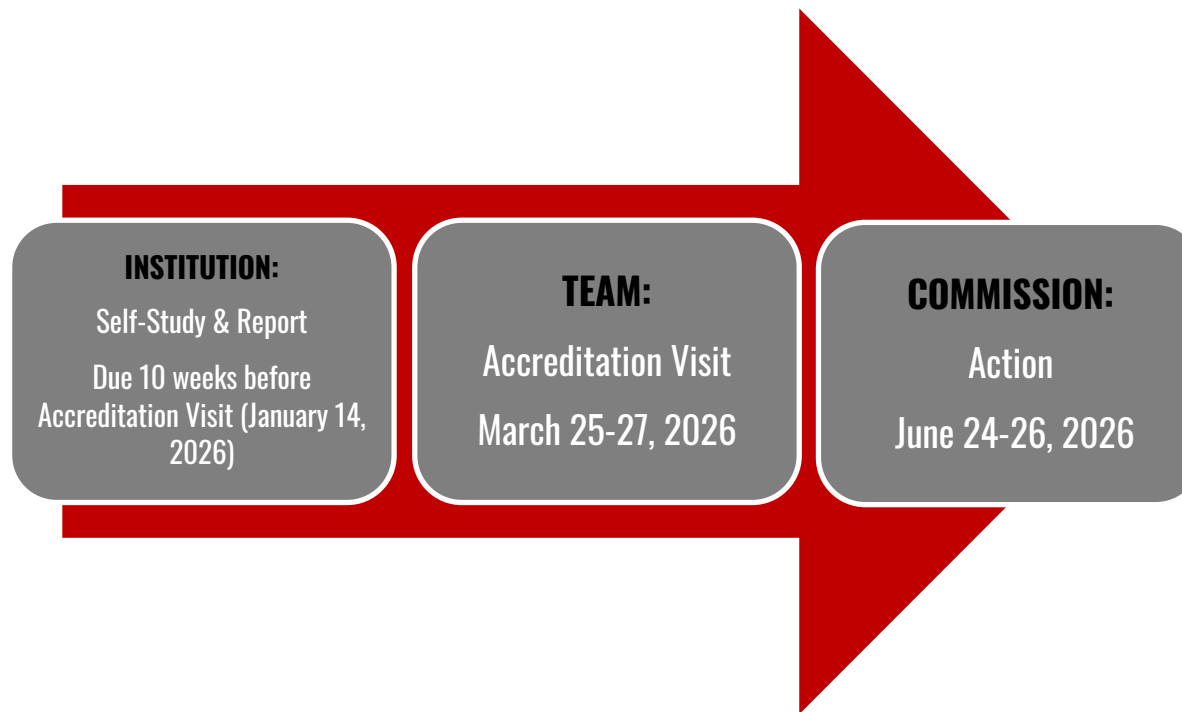 INSTITUTION:
Self-Study & Report
Due 10 weeks before
Accreditation Visit (January 14,
2026)
TEAM:
Accreditation Visit
March 25-27, 2026
COMMISSION:
Action
June 24-26, 2026